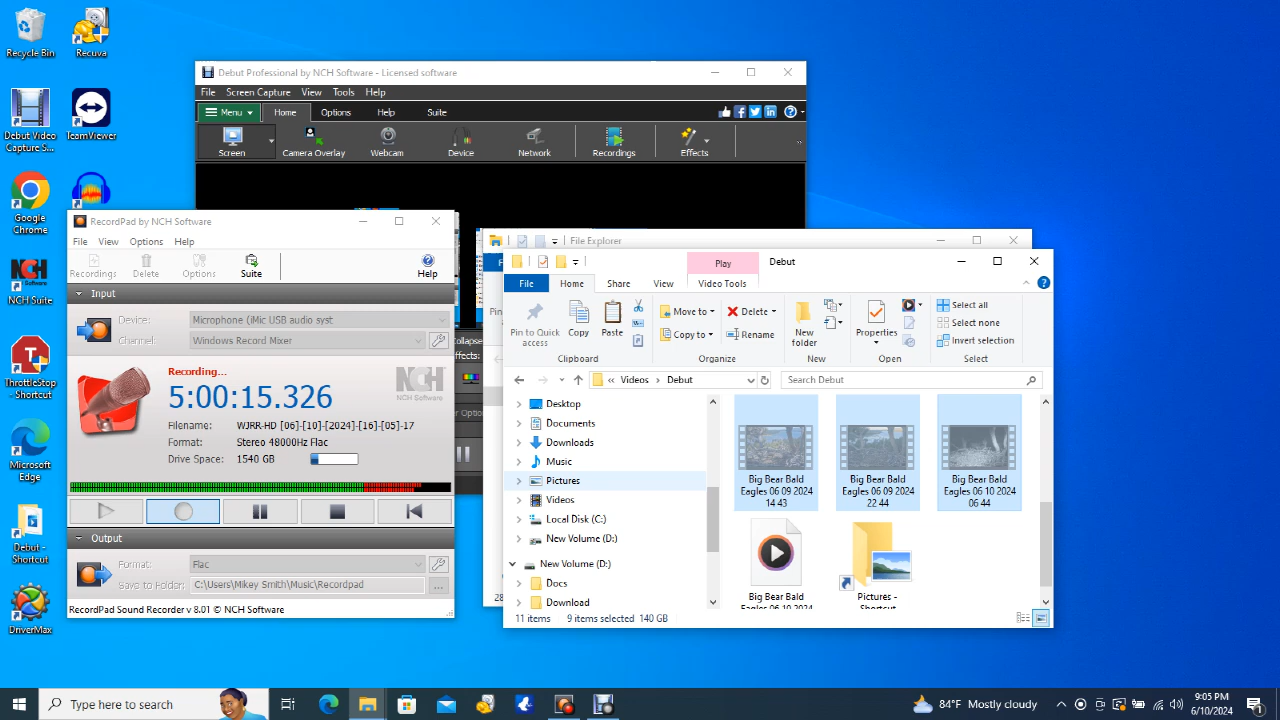 Recycle Bin
Recuva
Debut Video
Capture S...
TeamViewer
Google
Chrome
NCH
NCH Suite
ThrottleStop
- Shortcut
Microsoft
Edge
Debut -
Shortcut
DriverMax
Debut Professional by NCH Software - Licensed software
File Screen Capture View Tools Help
Menu Home Options Help Suite
Screen Camera Overlay Webcam Device Network Recordings Effects
RecordPad by NCH Software
File View Options Help
Recordings Delete Options Suite Help
Input
Device: Microphone (iMic USB audio syst
Channel: Windows Record Mixer
Recording...
5:00:15.326
NCH
NCH Software
Filename: WJRR-HD [06]-[10]-[2024]-[16]-[05]-17
Format: Stereo 48000Hz Flac
Drive Space: 1540 GB
Output
Format: Flac
Save to Folder: C:\Users\Mikey Smith\Music\Recordpad
RecordPad Sound Recorder v 8.01 © NCH Software
File Explorer
Play Debut
File Home Share View Video Tools
Pin to Quick
access
Copy
Paste
Clipboard
Move to
Copy to
Delete
Rename
Organize
New
folder
New
Properties
Open
Select all
Select none
Invert selection
Select
« Videos > Debut
Search Debut
Desktop
Documents
Downloads
Music
Pictures
Videos
Local Disk (C:)
New Volume (D:)
New Volume (D:)
Docs
Download
Big Bear Bald
Eagles 06 09 2024
14 43
Big Bear Bald
Eagles 06 09 2024
22 44
Big Bear Bald
Eagles 06 10 2024
06 44
Big Bear Bald
Eagles 06 10 2024
Pictures -
Shortcut
11 items 9 items selected 140 GB
Type here to search
84°F Mostly cloudy
9:05 PM
6/10/2024